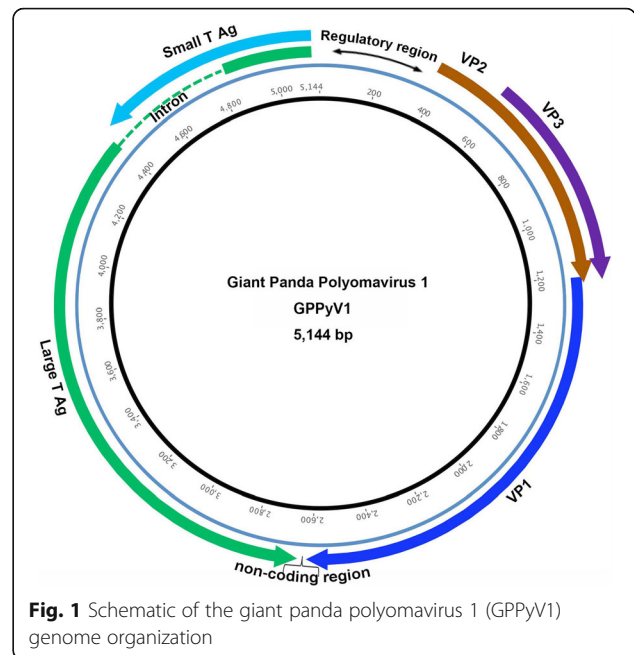 Small T Ag
Regulatory region
VP2
VP3
Intron
5,144
200
400
600
800
1,000
1,200
1,400
1,600
1,800
2,000
2,200
2,400
2,600
2,800
3,000
3,200
3,400
3,600
3,800
4,000
4,200
4,400
4,600
4,800
5,000
Giant Panda Polyomavirus 1
GPPyV1
5,144 bp
Large T Ag
VP1
non-coding region
Fig. 1 Schematic of the giant panda polyomavirus 1 (GPPyV1)
genome organization